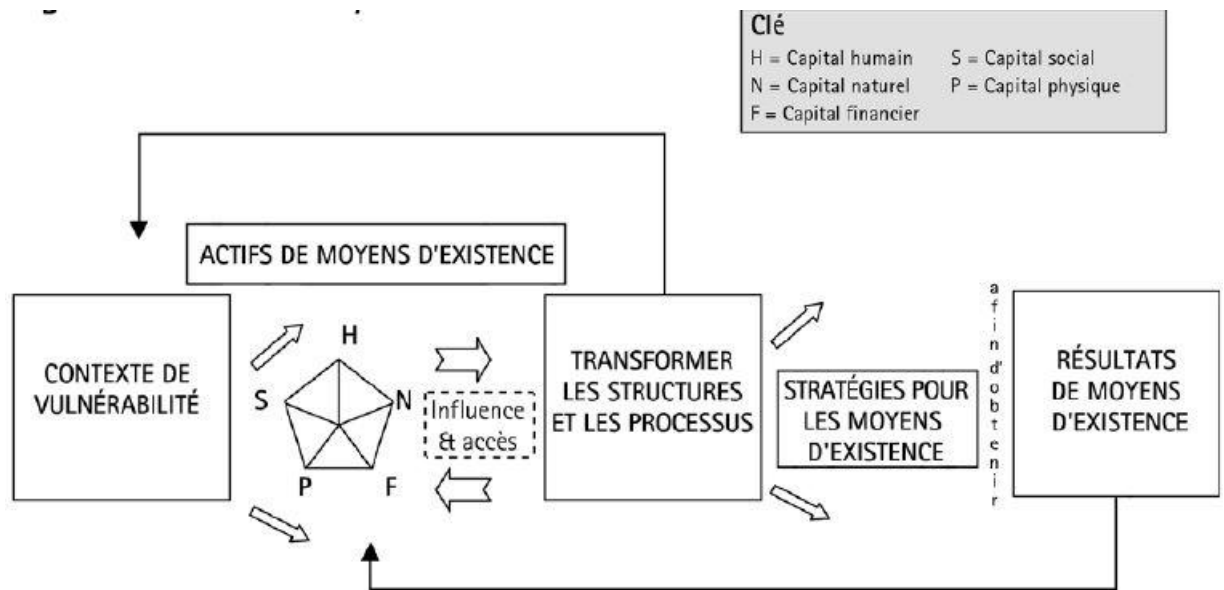 Clé
H = Capital humain S = Capital social
N = Capital naturel P = Capital physique
F = Capital financier
ACTIFS DE MOYENS D'EXISTENCE
CONTEXTE DE
VULNÉRABILITÉ
H
S
N
P
F
Influence
& accès
TRANSFORMER
LES STRUCTURES
ET LES PROCESSUS
STRATÉGIES POUR
LES MOYENS
D'EXISTENCE
afin d'obtenir
RÉSULTATS
DE MOYENS
D'EXISTENCE